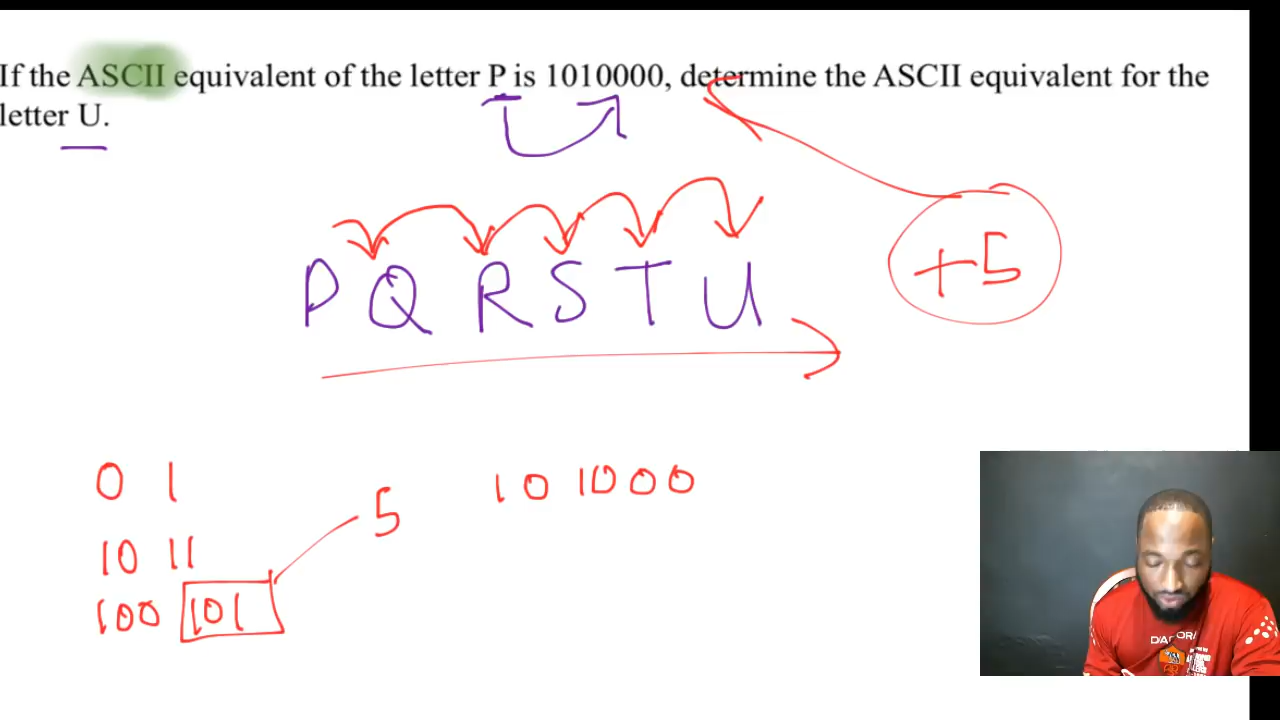 If the ASCII equivalent of the letter P is 1010000, determine the ASCII equivalent for the
letter U.
+5
P Q R S T U
0 1
5
101000
10 11
100 101
DIADORA